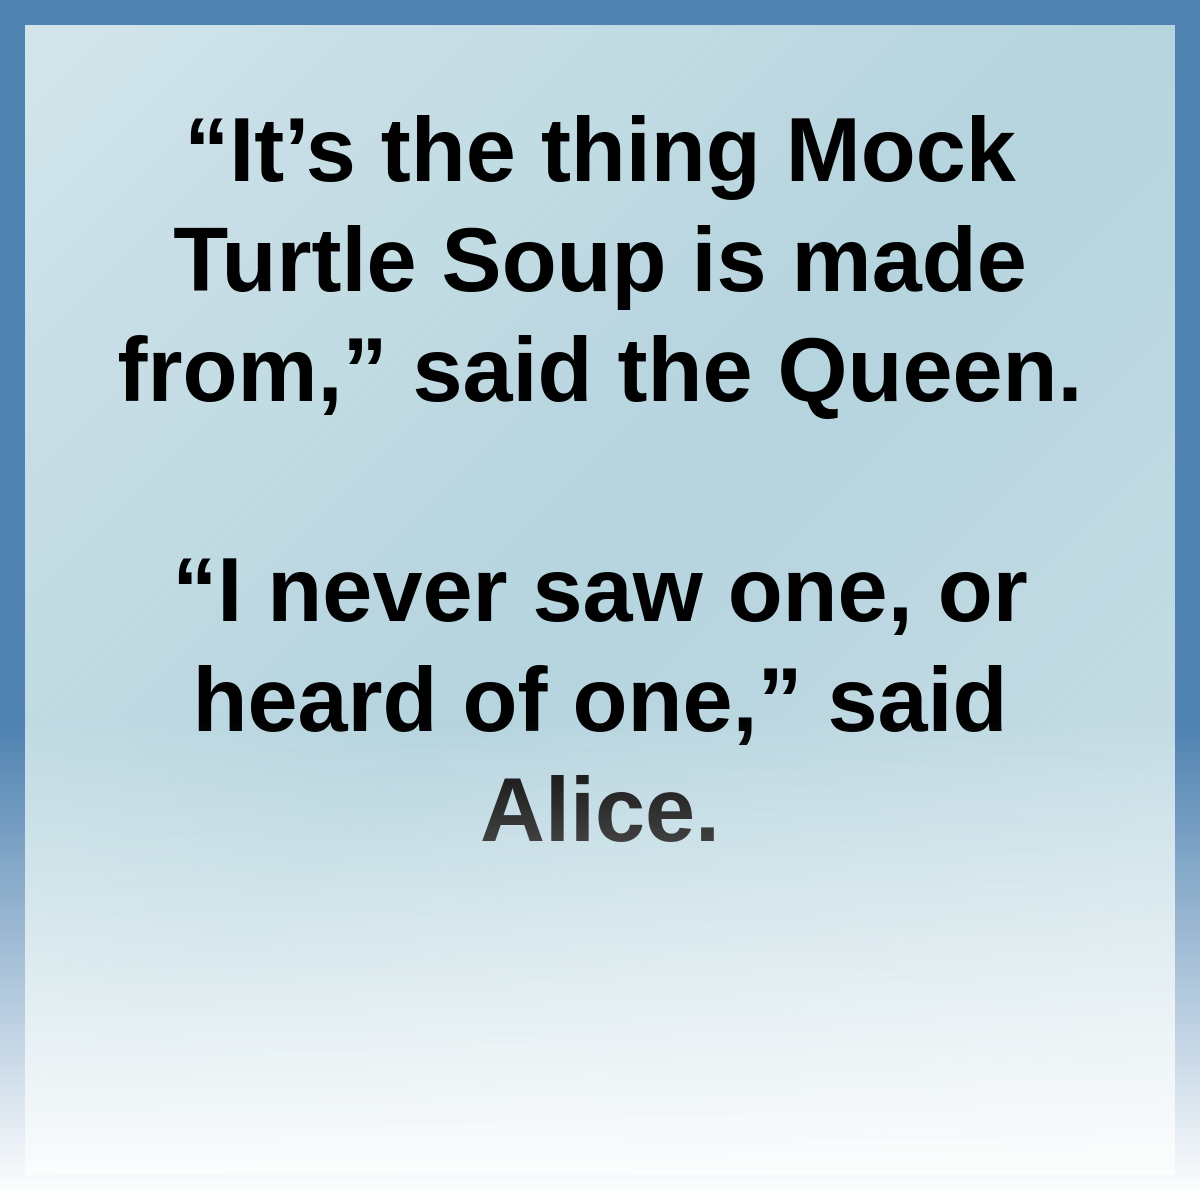 “It’s the thing Mock
Turtle Soup is made
from,” said the Queen.
“I never saw one, or
heard of one,” said
Alice.